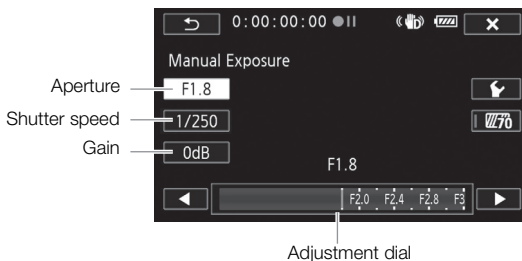 0:00:00:00
Manual Exposure
Aperture
F1.8
Shutter speed
1/250
70
Gain
0dB
F1.8
F2.0 F2.4 F2.8 F3
Adjustment dial